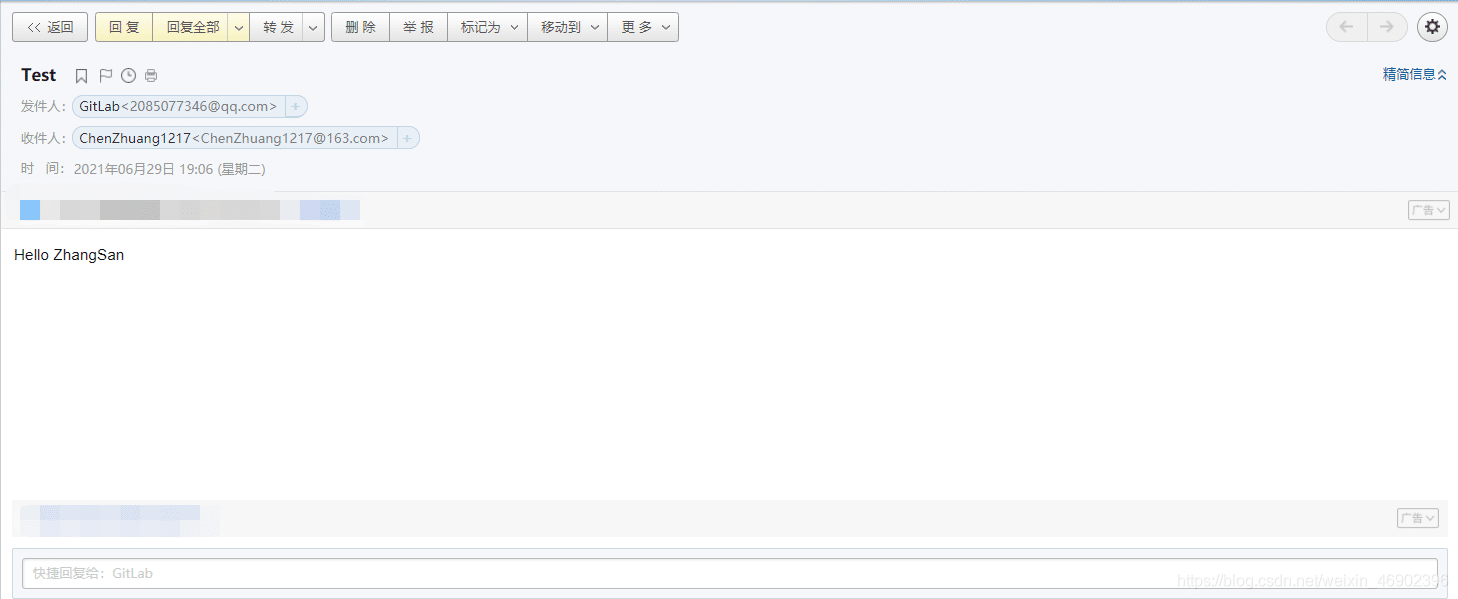 << 返回 回 复 回复全部 转 发 删 除 举 报 标记为 移动到 更 多
Test 精简信息
发件人： GitLab<2085077346@qq.com> +
收件人： ChenZhuang1217<ChenZhuang1217@163.com> +
时 间： 2021年06月29日 19:06 (星期二)
广告
Hello ZhangSan
广告
快捷回复给：GitLab
https://blog.csdn.net/weixin_46902396